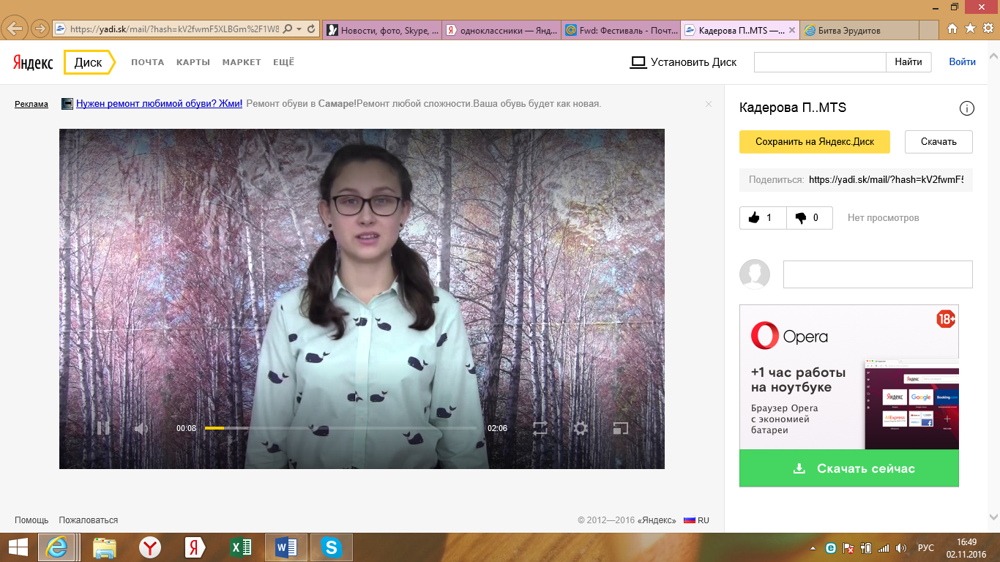 https://yadi.sk/mail/?hash=kV2fwmF5XLBGm%2F1W8
Новости, фото, Skype, ...
одноклассники — Янд...
Fwd: Фестиваль - Почт...
Кадерова П..MTS —...
Битва Эрудитов
Яндекс
Диск
ПОЧТА КАРТЫ МАРКЕТ ЕЩЁ
Установить Диск
Найти
Войти
Реклама
Нужен ремонт любимой обуви? Жми! Ремонт обуви в Самаре!Ремонт любой сложности.Ваша обувь будет как новая.
Кадерова П..MTS
Сохранить на Яндекс.Диск
Скачать
Поделиться: https://yadi.sk/mail/?hash=kV2fwmF
1 0 Нет просмотров
00:08 02:06
18+
Opera
+1 час работы
на ноутбуке
Браузер Opera
с экономией
батареи
Яндекс Google Booking.com
AliExpress
Скачать сейчас
Помощь Пожаловаться
© 2012—2016 «Яндекс» RU
РУС
16:49
02.11.2016